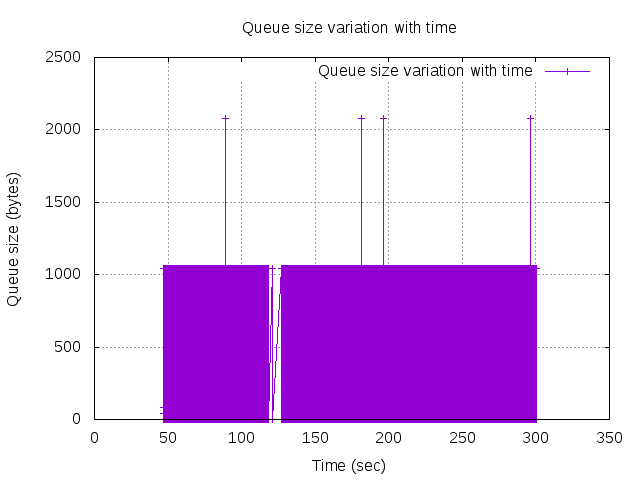 Queue size variation with time
2500
Queue size variation with time
2000
1500
1000
500
0
Queue size (bytes)
0 50 100 150 200 250 300 350
Time (sec)